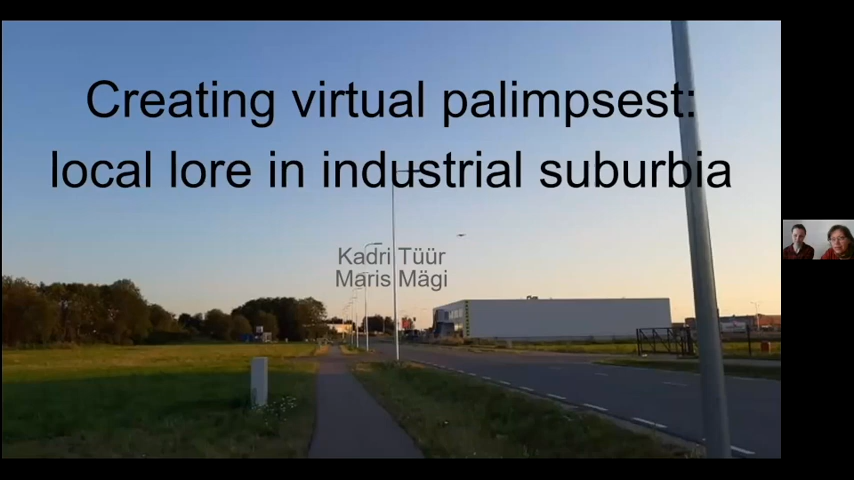 Creating virtual palimpsest:
local lore in industrial suburbia
Kadri Tüür
Maris Mägi